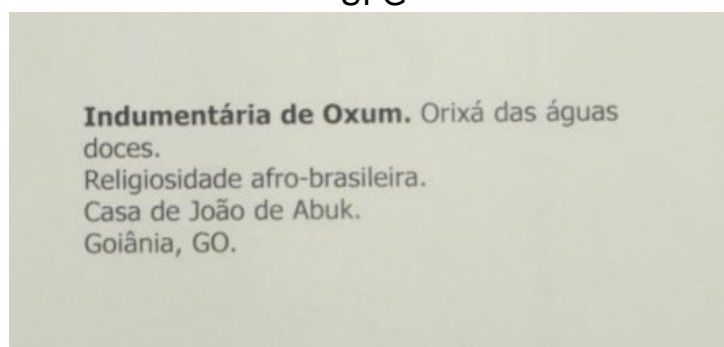 Indumentária de Oxum. Orixá das águas
doces.
Religiosidade afro-brasileira.
Casa de João de Abuk.
Goiânia, GO.